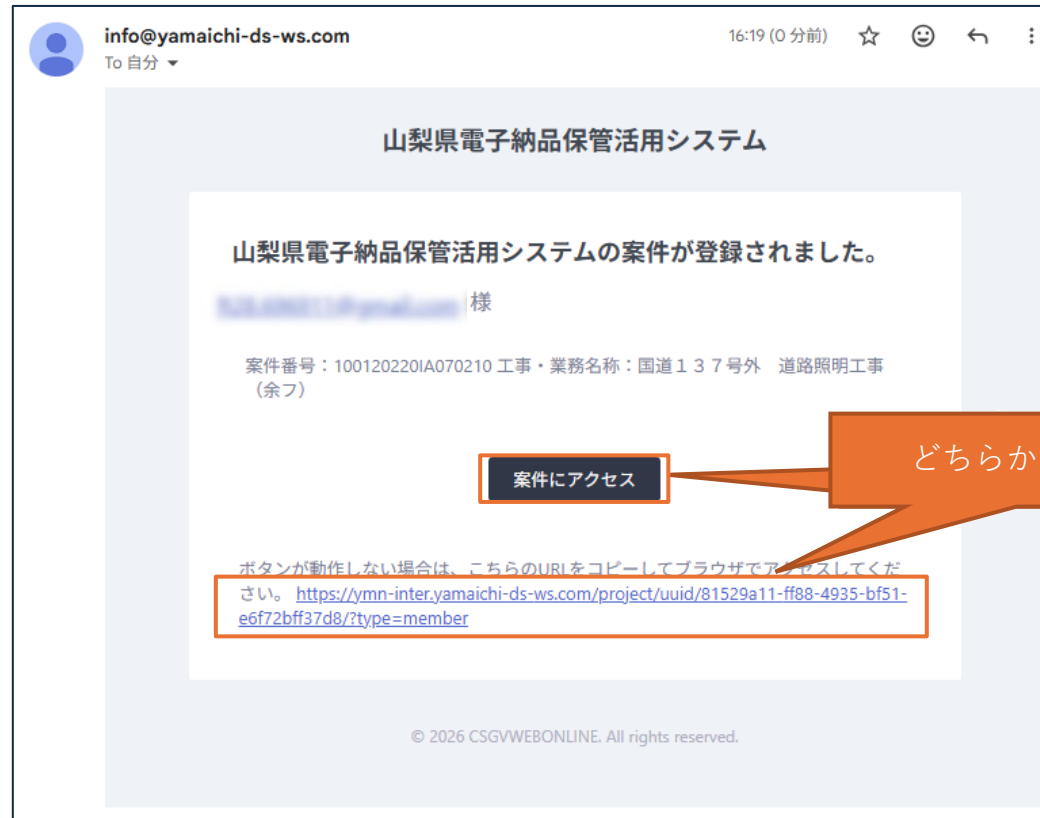 info@yamaichi-ds-ws.com
16:19 (0 分前)
To 自分
山梨県電子納品保管活用システム
山梨県電子納品保管活用システムの案件が登録されました。
様
案件番号：100120220IA070210 工事・業務名称：国道１３７号外　道路照明工事
（余フ）
どちらか
案件にアクセス
ボタンが動作しない場合は、こちらのURLをコピーしてブラウザでアクセスしてくだ
さい。 https://ymn-inter.yamaichi-ds-ws.com/project/uuid/81529a11-ff88-4935-bf51-
e6f72bff37d8/?type=member
© 2026 CSGVWEBONLINE. All rights reserved.